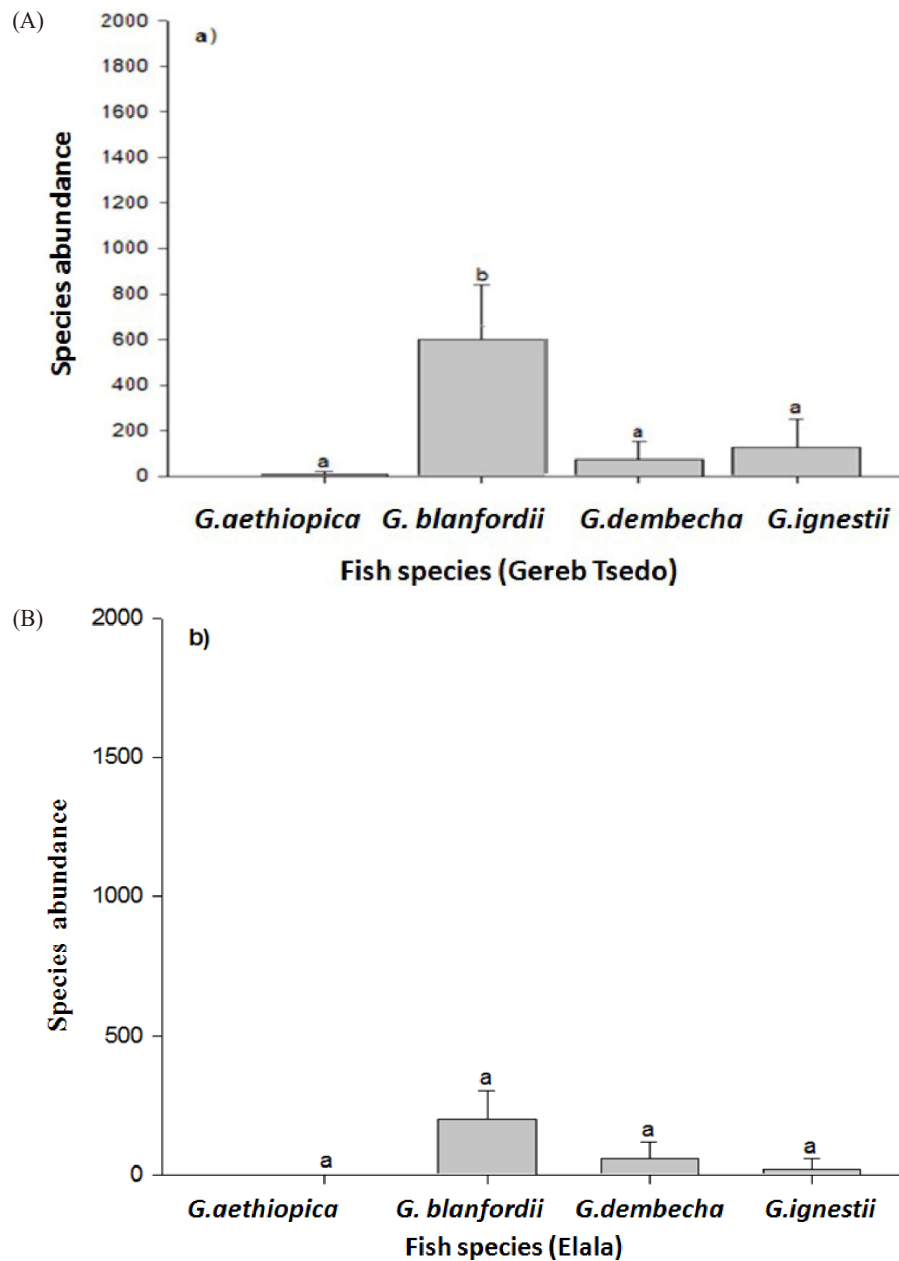 (A)
a)
2000
1800
1600
1400
1200
1000
800
600
400
200
0
Species abundance
a
b
a
a
G.aethiopica G. blanfordii G.dembecha G.ignestii
Fish species (Gereb Tsedo)
(B)
b)
2000
1500
1000
500
0
Species abundance
a
a
a
a
G.aethiopica G. blanfordii G.dembecha G.ignestii
Fish species (Elala)